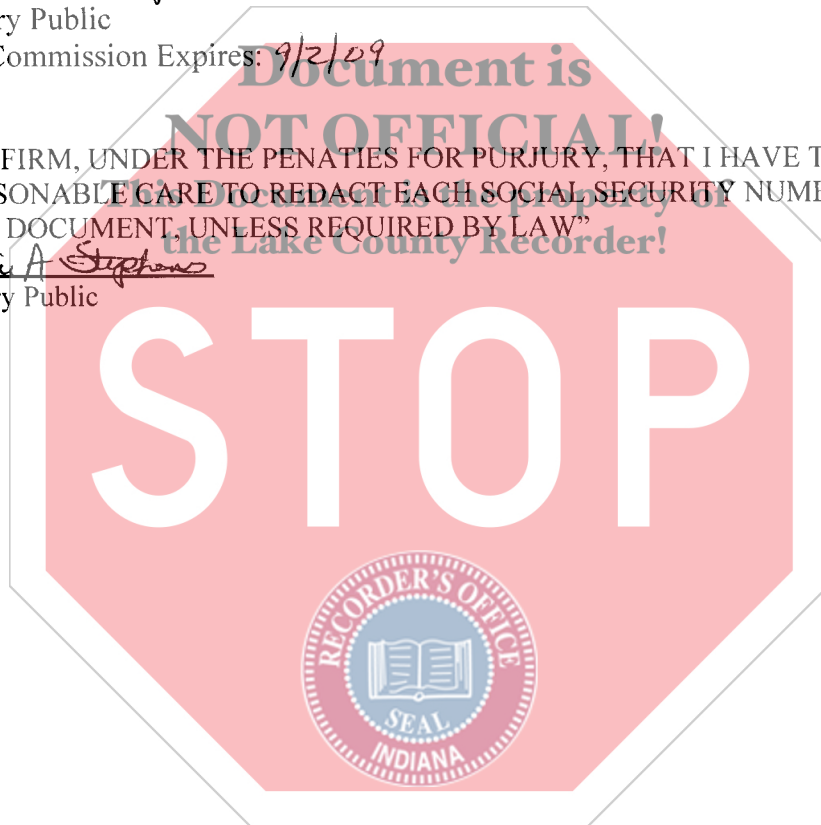 ry Public
Commission Expires: 9/2/09
Document is
NOT OFFICIAL!
FIRM, UNDER THE PENATIES FOR PURJURY, THAT I HAVE T
SONABLE CARE TO REDACT EACH SOCIAL SECURITY NUM
This Document is the property of
DOCUMENT, UNLESS REQUIRED BY LAW”
the Lake County Recorder!
A Stephens
ry Public
STOP
RECORDER'S OFFICE
SEAL
INDIANA